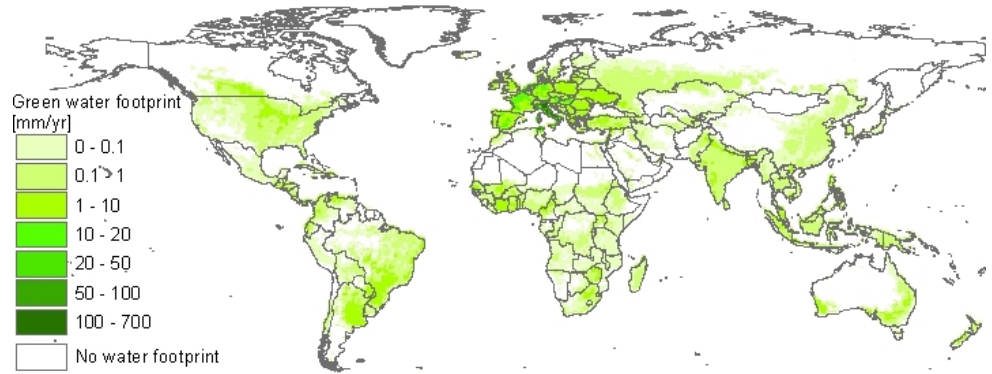 Green water footprint
[mm/yr]
0 - 0.1
0.1 - 1
1 - 10
10 - 20
20 - 50
50 - 100
100 - 700
No water footprint